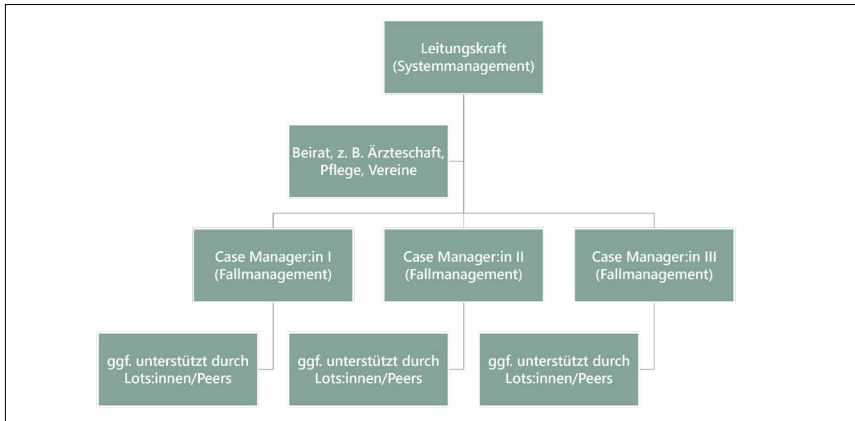 Leitungskraft
(Systemmanagement)
Beirat, z. B. Ärzteschaft,
Pflege, Vereine
Case Manager:in I
(Fallmanagement)
Case Manager:in II
(Fallmanagement)
Case Manager:in III
(Fallmanagement)
ggf. unterstützt durch
Lots:innen/Peers
ggf. unterstützt durch
Lots:innen/Peers
ggf. unterstützt durch
Lots:innen/Peers